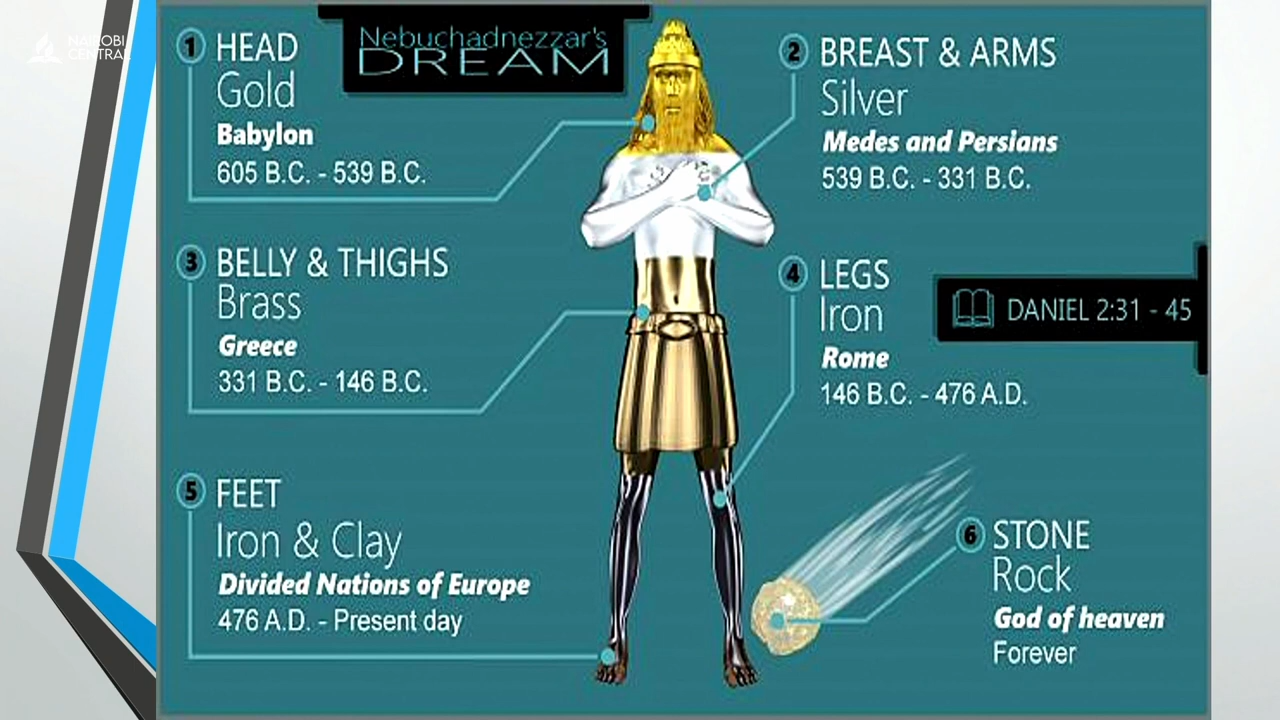 NAIROBI
CENTRAL
Nebuchadnezzar's
DREAM
1 HEAD
Gold
Babylon
605 B.C. - 539 B.C.
2 BREAST & ARMS
Silver
Medes and Persians
539 B.C. - 331 B.C.
3 BELLY & THIGHS
Brass
Greece
331 B.C. - 146 B.C.
4 LEGS
Iron
Rome
146 B.C. - 476 A.D.
DANIEL 2:31 - 45
5 FEET
Iron & Clay
Divided Nations of Europe
476 A.D. - Present day
6 STONE
Rock
God of heaven
Forever